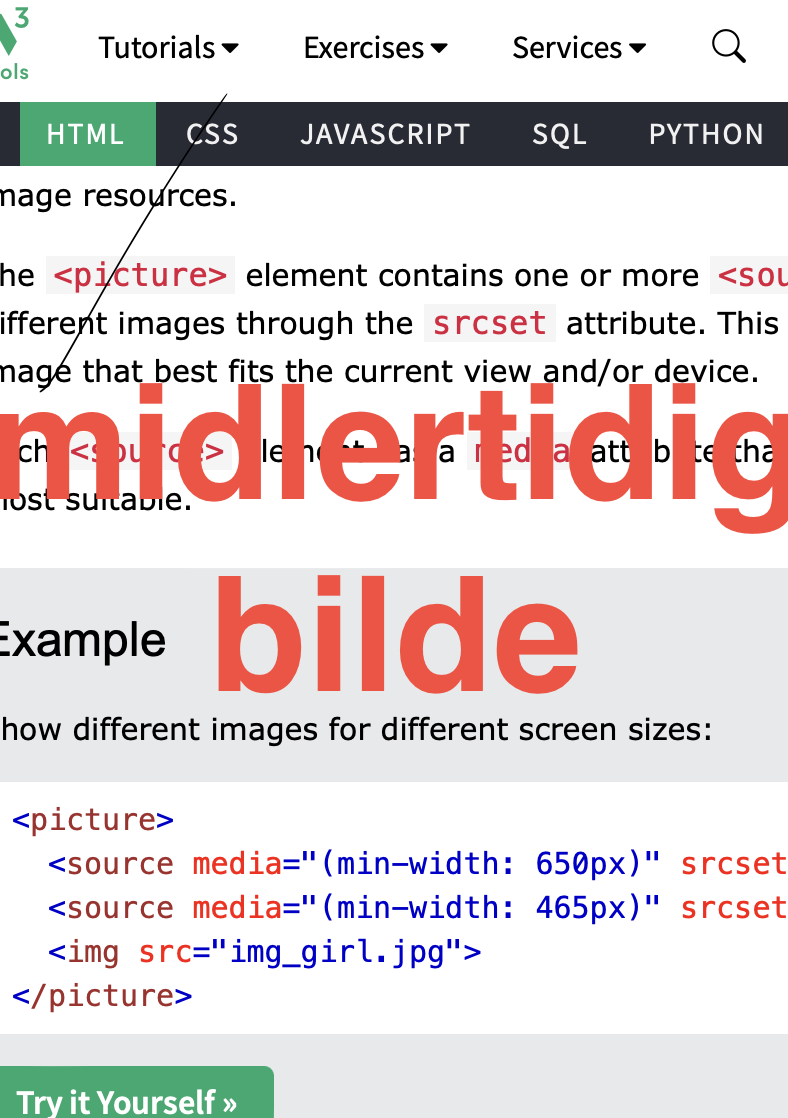 3
ols
Tutorials Exercises Services
HTML CSS JAVASCRIPT SQL PYTHON
mage resources.
he <picture> element contains one or more <sou
ifferent images through the srcset attribute. This
mage that best fits the current view and/or device.
midlertidig
ch <source> element has a media attribute tha
ost suitable.
bilde
Example
how different images for different screen sizes:
<picture>
<source media="(min-width: 650px)" srcset
<source media="(min-width: 465px)" srcset
<img src="img_girl.jpg">
</picture>
Try it Yourself »